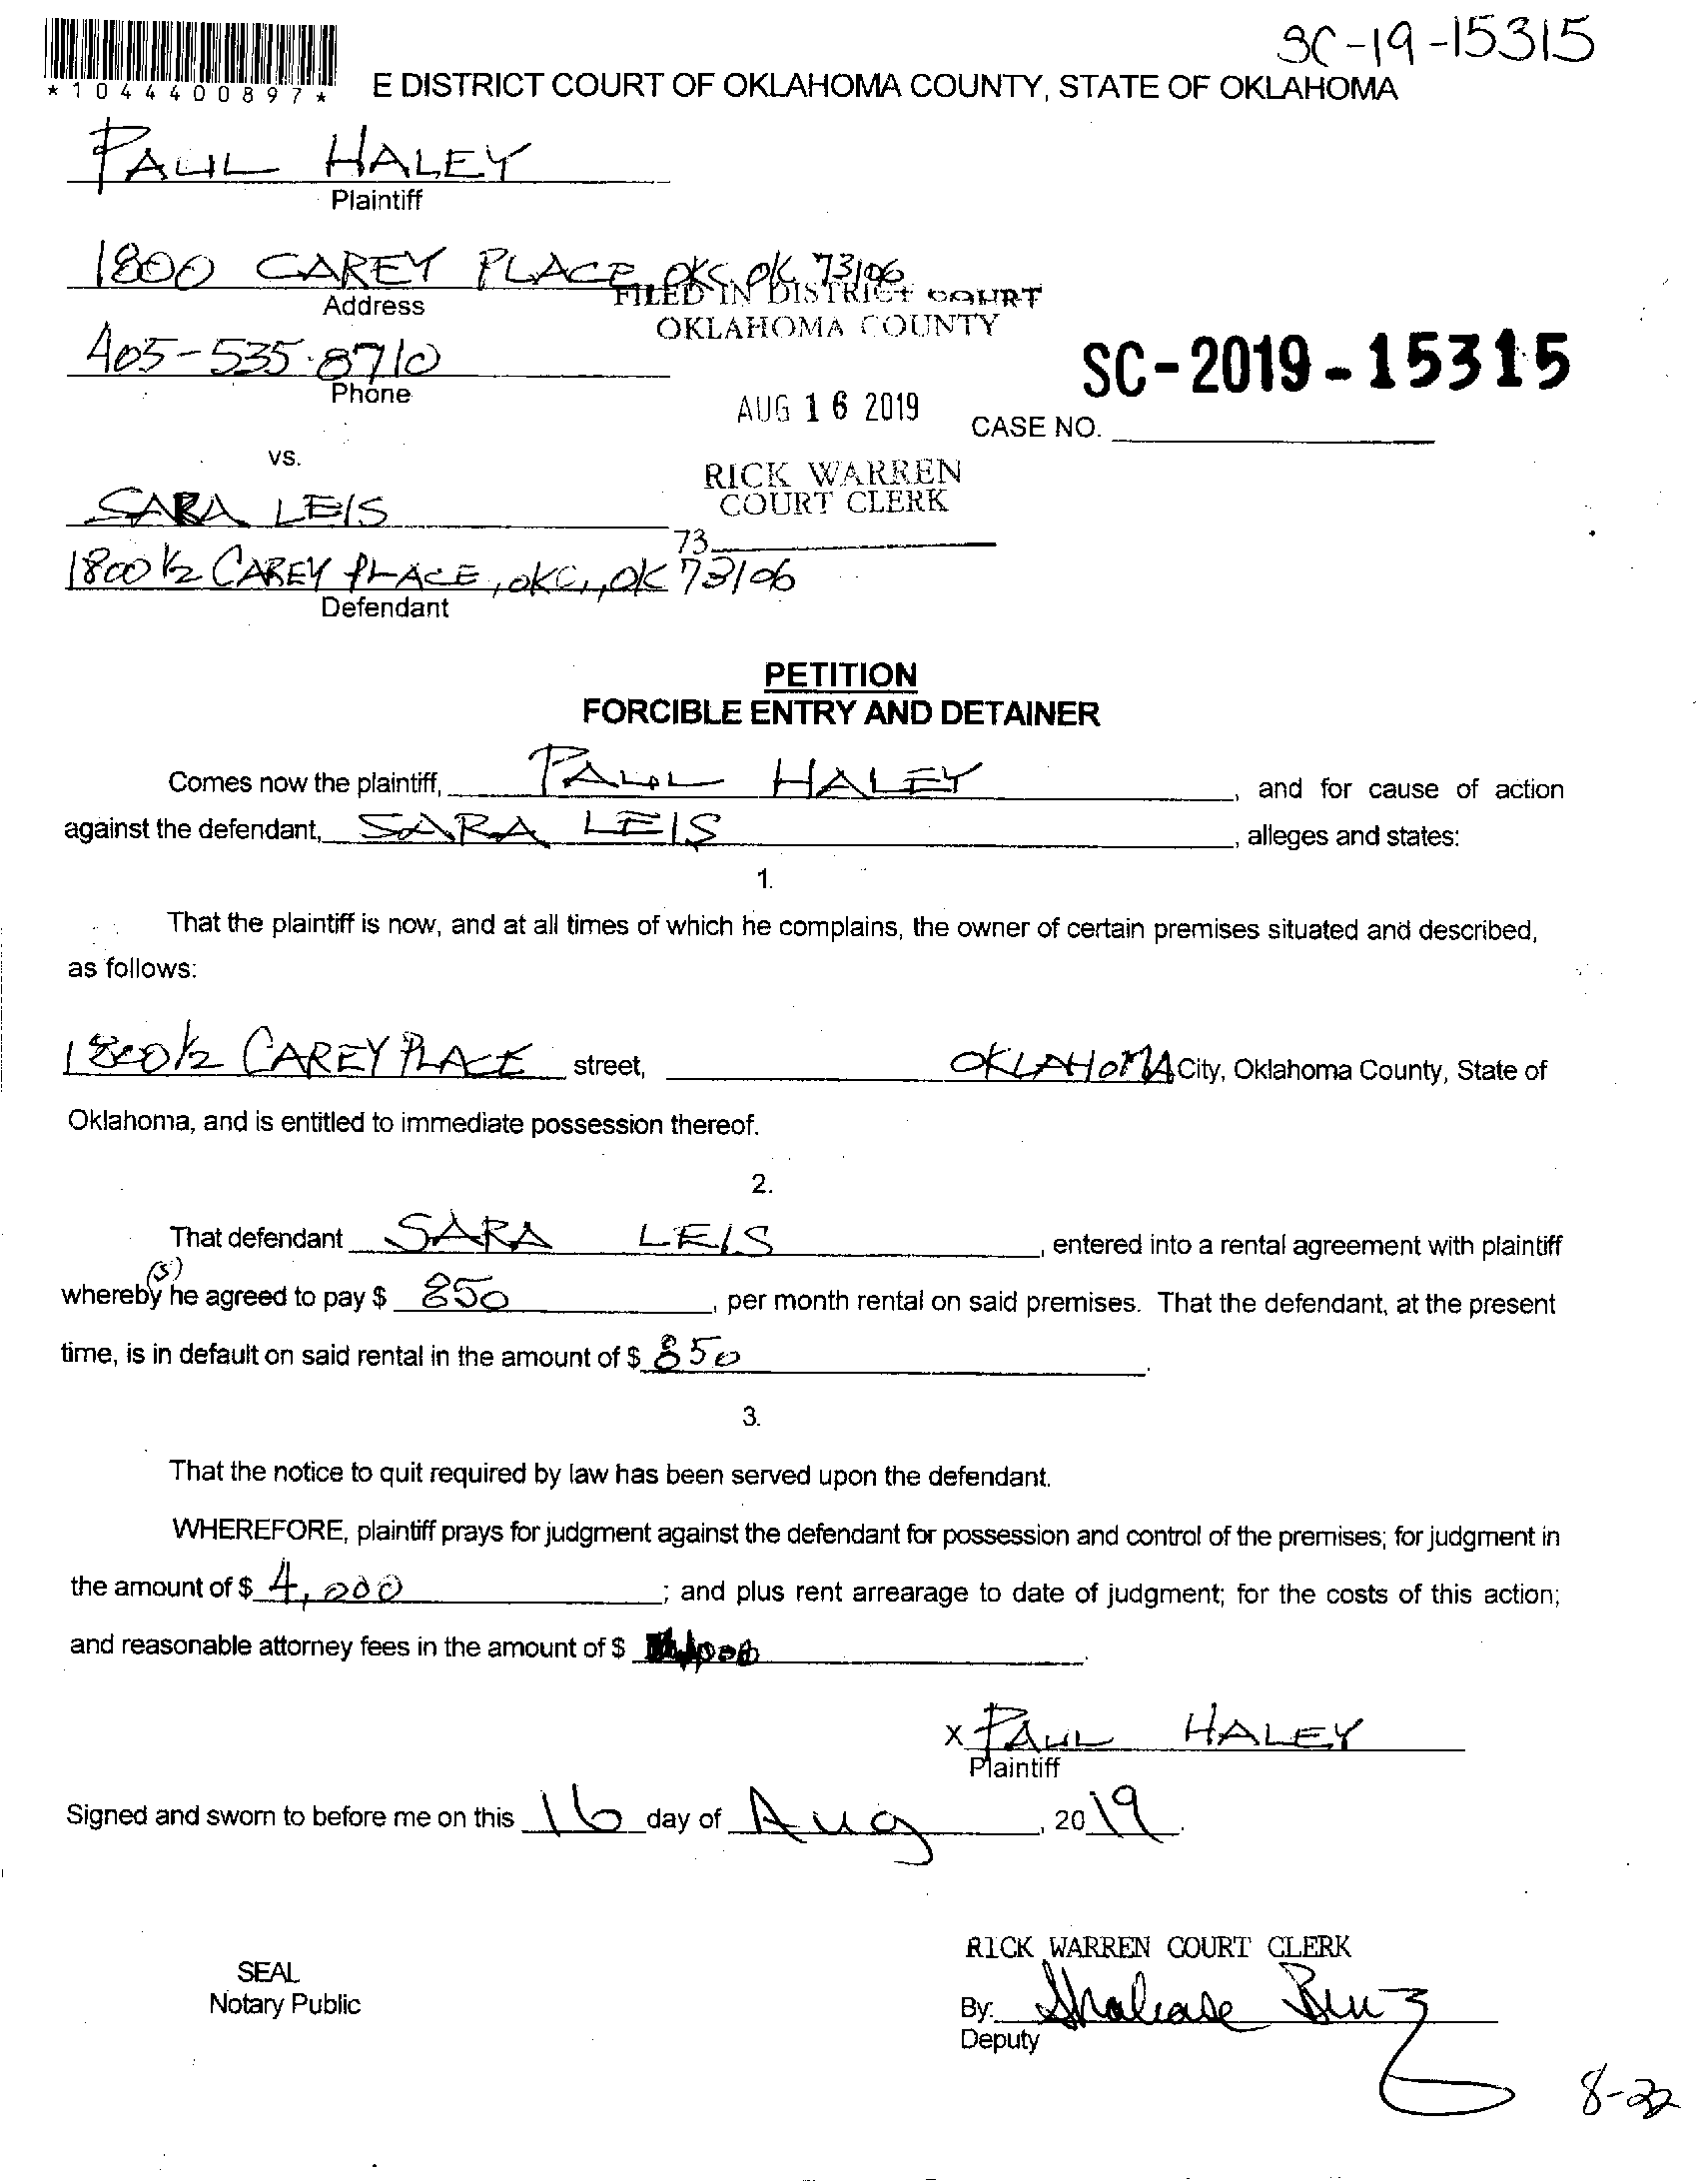 SC-19-15315
*1044400897*
E DISTRICT COURT OF OKLAHOMA COUNTY, STATE OF OKLAHOMA
PAUL HALEY
Plaintiff
1800 CAREY PLACE, OKC, OK 73106
Address
FILED IN DISTRICT COURT
OKLAHOMA COUNTY
405-535-8710
Phone
SC-2019-15315
AUG 16 2019
CASE NO.
vs.
RICK WARREN
COURT CLERK
SARA LEIS
73
1800 1/2 CAREY PLACE, OKC, OK 73106
Defendant
PETITION
FORCIBLE ENTRY AND DETAINER
Comes now the plaintiff, PAUL HALEY, and for cause of action
against the defendant, SARA LEIS, alleges and states:
1.
That the plaintiff is now, and at all times of which he complains, the owner of certain premises situated and described,
as follows:
1800 1/2 CAREY PLACE street, OKLAHOMA City, Oklahoma County, State of
Oklahoma, and is entitled to immediate possession thereof.
2.
That defendant SARA LEIS, entered into a rental agreement with plaintiff
whereby (s) he agreed to pay $ 850, per month rental on said premises. That the defendant, at the present
time, is in default on said rental in the amount of $ 850.
3.
That the notice to quit required by law has been served upon the defendant.
WHEREFORE, plaintiff prays for judgment against the defendant for possession and control of the premises; for judgment in
the amount of $ 4,000; and plus rent arrearage to date of judgment; for the costs of this action;
and reasonable attorney fees in the amount of $
X PAUL HALEY
Plaintiff
Signed and sworn to before me on this 16 day of Aug, 2019.
RICK WARREN COURT CLERK
SEAL
Notary Public
By:
Deputy
8-22